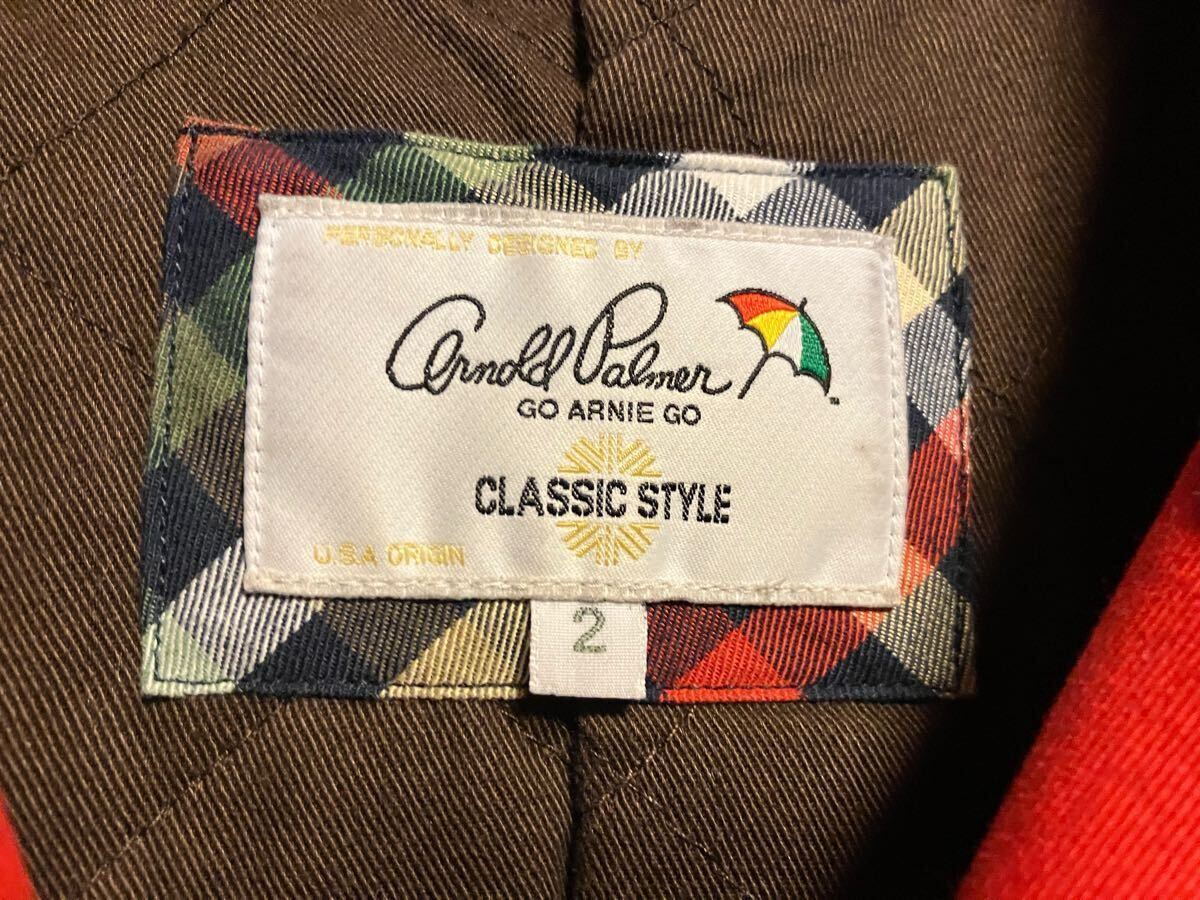 PERSONALLY DESIGNED BY
Arnold Palmer
GO ARNIE GO
CLASSIC STYLE
U.S.A ORIGIN
2